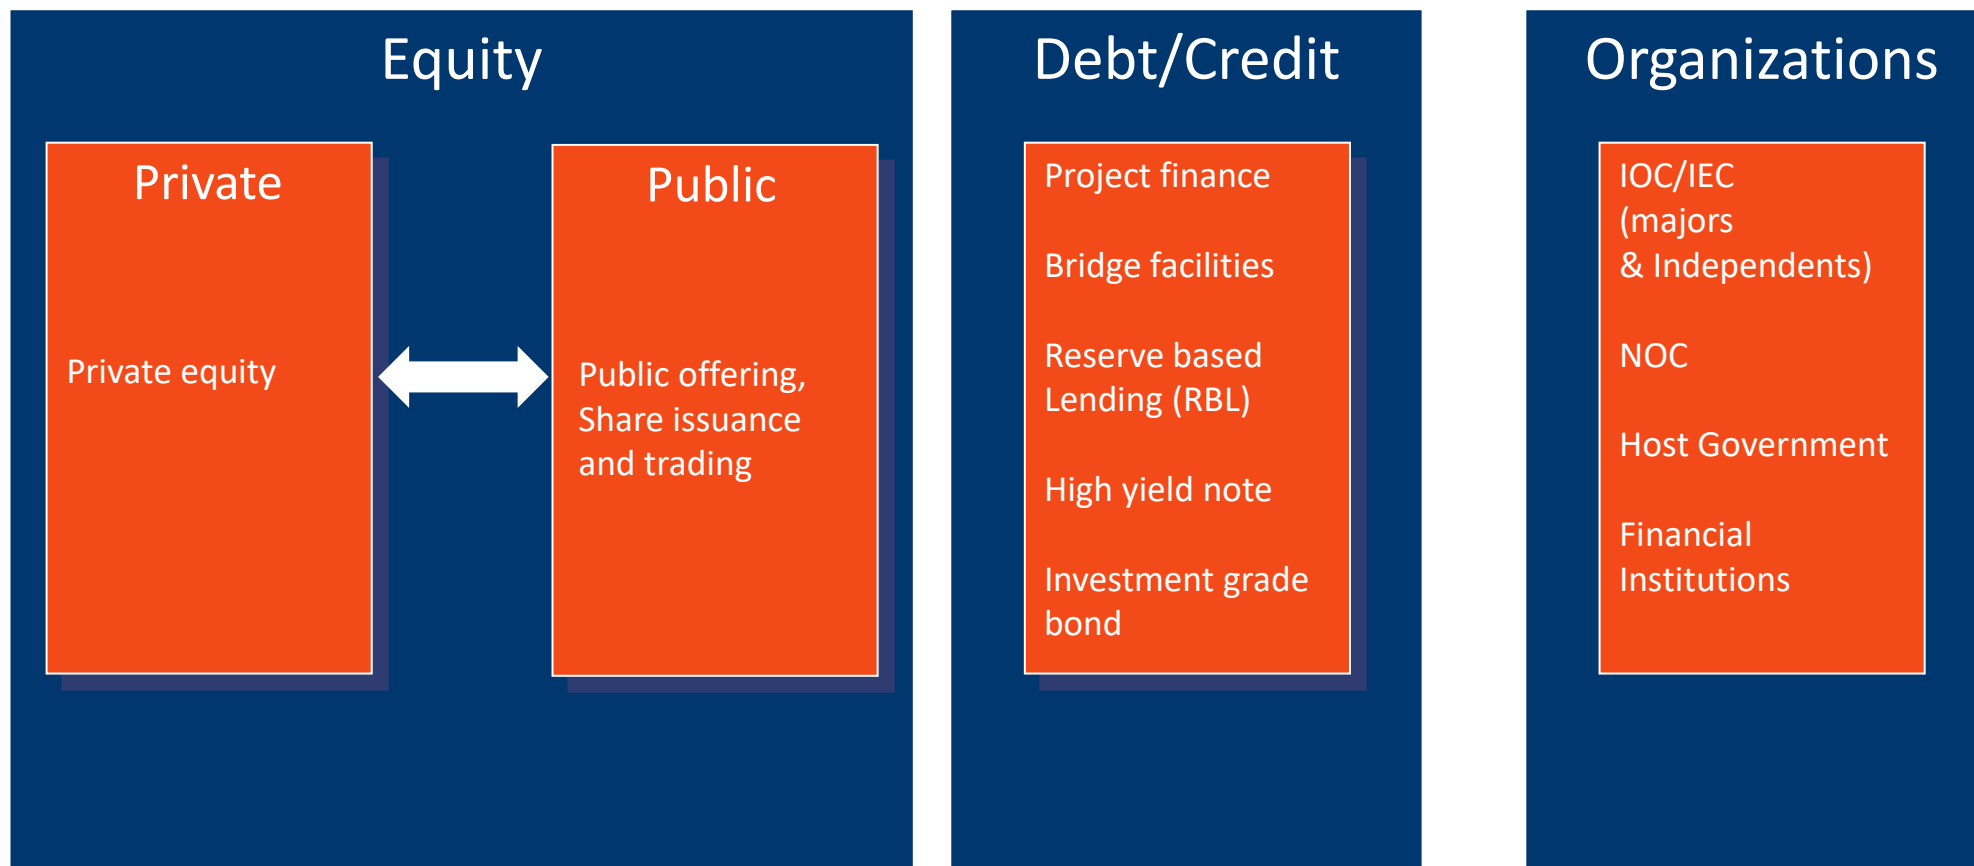 Equity
Private
Private equity
Public
Public offering,
Share issuance
and trading
Debt/Credit
Project finance
Bridge facilities
Reserve based
Lending (RBL)
High yield note
Investment grade
bond
Organizations
IOC/IEC
(majors
& Independents)
NOC
Host Government
Financial
Institutions